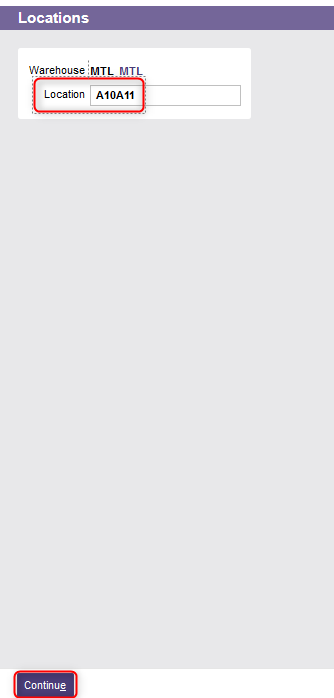 Locations
Warehouse MTL MTL
Location A10A11
Continue